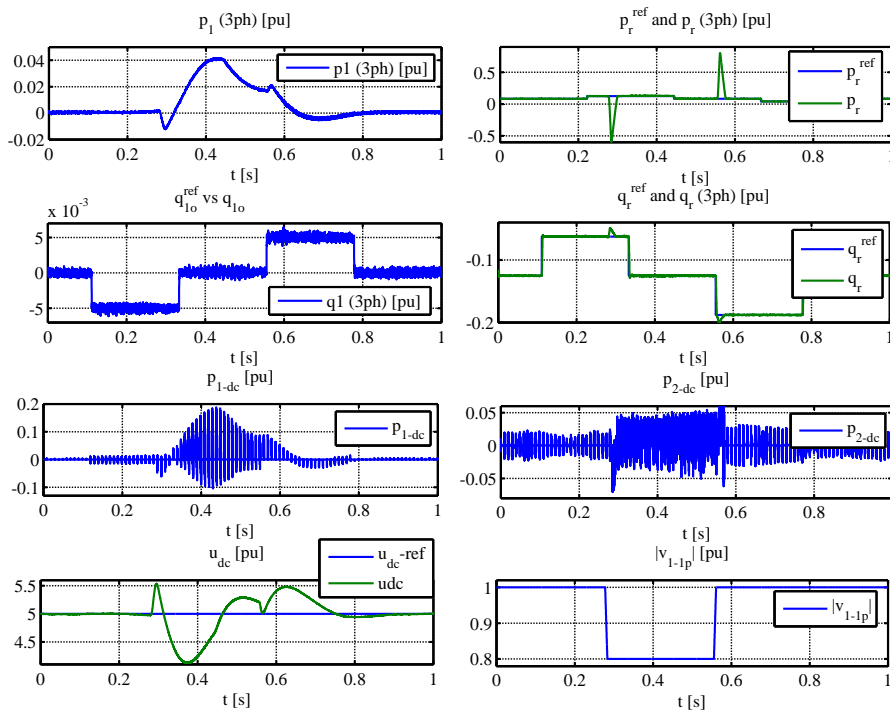 p1 (3ph) [pu]
0.04
0.02
0
-0.02
p1 (3ph) [pu]
0 0.2 0.4 0.6 0.8 1
t [s]
pr^ref and pr (3ph) [pu]
0.5
0
-0.5
pr^ref
pr
0 0.2 0.4 0.6 0.8 1
t [s]
q1o^ref vs q1o
x 10^-3
5
0
-5
q1 (3ph) [pu]
0 0.2 0.4 0.6 0.8 1
t [s]
qr^ref and qr (3ph) [pu]
-0.1
-0.2
qr^ref
qr
0 0.2 0.4 0.6 0.8 1
t [s]
p1-dc [pu]
0.2
0.1
0
-0.1
p1-dc
0 0.2 0.4 0.6 0.8 1
t [s]
p2-dc [pu]
0.05
0
-0.05
p2-dc
0 0.2 0.4 0.6 0.8 1
t [s]
udc [pu]
5.5
5
4.5
udc-ref
udc
0 0.2 0.4 0.6 0.8 1
t [s]
|v1-1p| [pu]
1
0.9
0.8
|v1-1p|
0 0.2 0.4 0.6 0.8 1
t [s]